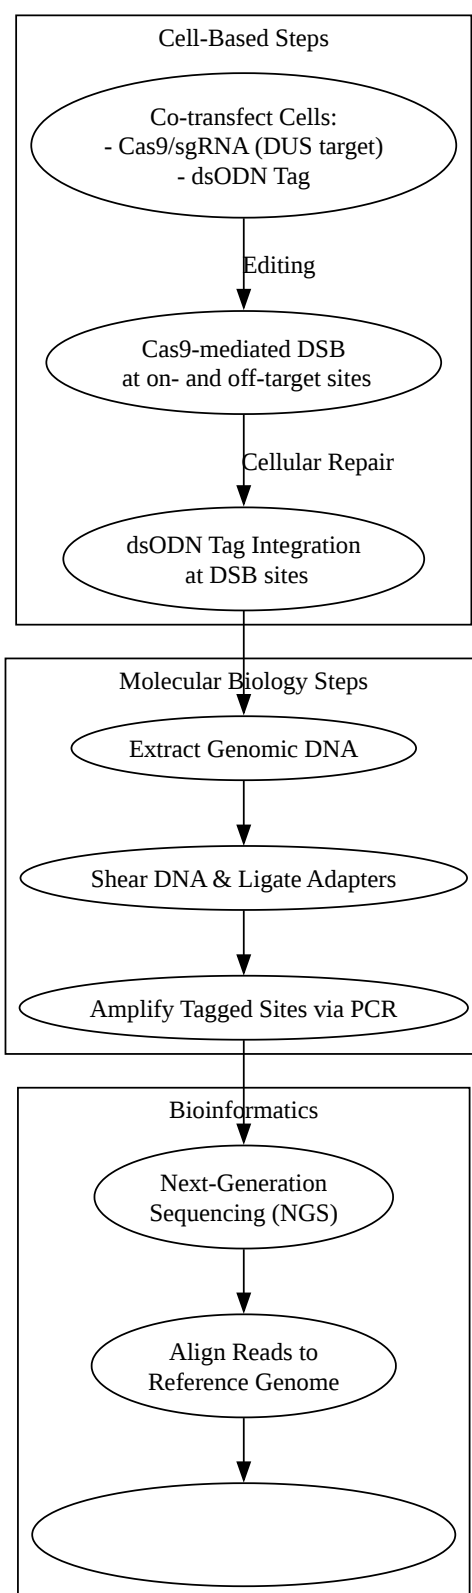 Cell-Based Steps
Co-transfect Cells:
- Cas9/sgRNA (DUS target)
- dsODN Tag
Editing
Cas9-mediated DSB
at on- and off-target sites
Cellular Repair
dsODN Tag Integration
at DSB sites
Molecular Biology Steps
Extract Genomic DNA
Shear DNA & Ligate Adapters
Amplify Tagged Sites via PCR
Bioinformatics
Next-Generation
Sequencing (NGS)
Align Reads to
Reference Genome